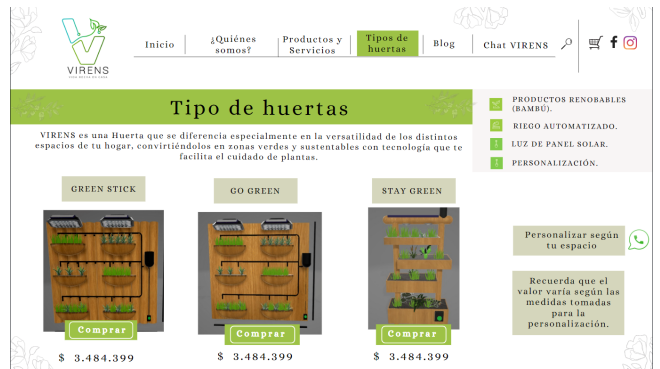 VIRENS
Inicio
¿Quiénes
somos?
Productos y
Servicios
Tipos de
huertas
Blog
Chat VIRENS
Tipo de huertas
VIRENS es una Huerta que se diferencia especialmente en la versatilidad de los distintos
espacios de tu hogar, convirtiéndolos en zonas verdes y sustentables con tecnología que te
facilita el cuidado de plantas.
PRODUCTOS RENOBABLES
(BAMBÚ).
RIEGO AUTOMATIZADO.
LUZ DE PANEL SOLAR.
PERSONALIZACIÓN.
GREEN STICK
GO GREEN
STAY GREEN
Comprar
Comprar
Comprar
$ 3.484.399
$ 3.484.399
$ 3.484.399
Personalizar según
tu espacio
Recuerda que el
valor varía según las
medidas tomadas
para la
personalización.